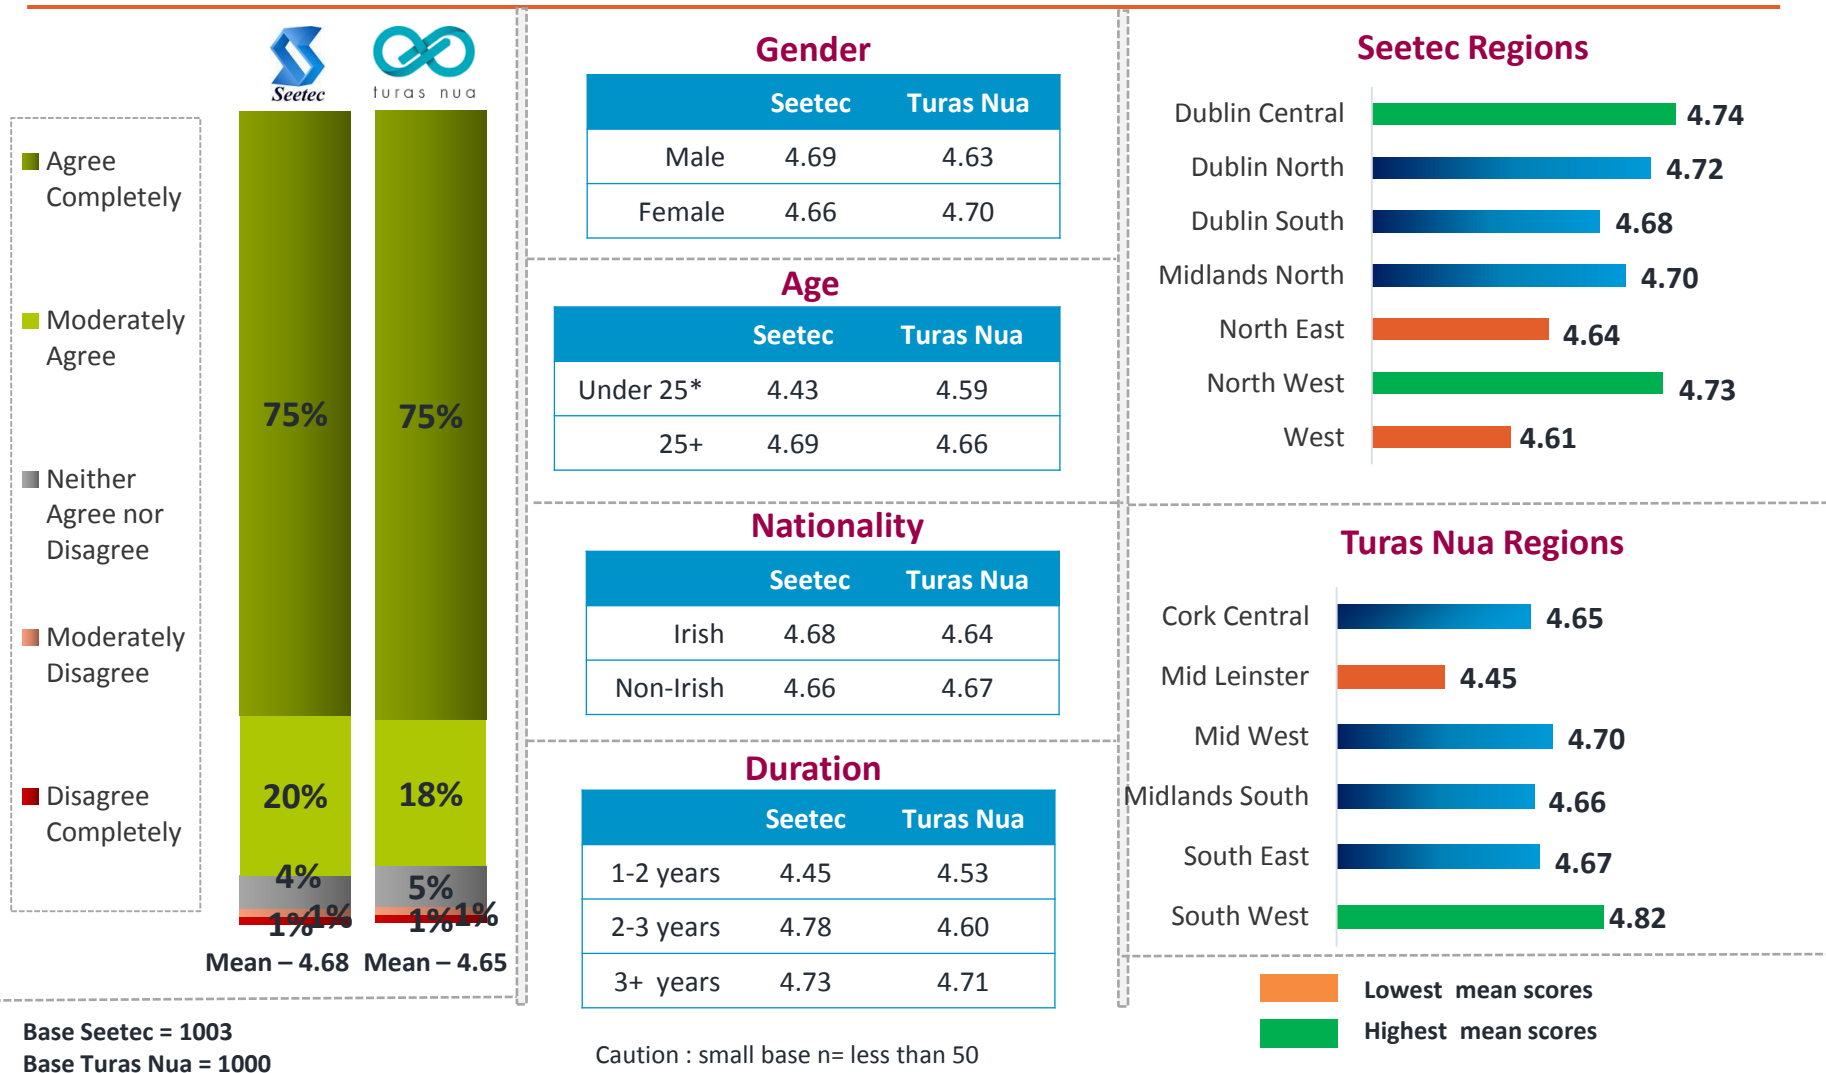 Seetec
turas nua
Agree
Completely
Moderately
Agree
Neither
Agree nor
Disagree
Moderately
Disagree
Disagree
Completely
75% 75%
20% 18%
4% 5%
1% 1% 1% 1%
Mean – 4.68 Mean – 4.65
Base Seetec = 1003
Base Turas Nua = 1000
Gender
Seetec Turas Nua
Male 4.69 4.63
Female 4.66 4.70
Age
Seetec Turas Nua
Under 25* 4.43 4.59
25+ 4.69 4.66
Nationality
Seetec Turas Nua
Irish 4.68 4.64
Non-Irish 4.66 4.67
Duration
Seetec Turas Nua
1-2 years 4.45 4.53
2-3 years 4.78 4.60
3+ years 4.73 4.71
Caution : small base n= less than 50
Seetec Regions
Dublin Central 4.74
Dublin North 4.72
Dublin South 4.68
Midlands North 4.70
North East 4.64
North West 4.73
West 4.61
Turas Nua Regions
Cork Central 4.65
Mid Leinster 4.45
Mid West 4.70
Midlands South 4.66
South East 4.67
South West 4.82
Lowest mean scores
Highest mean scores